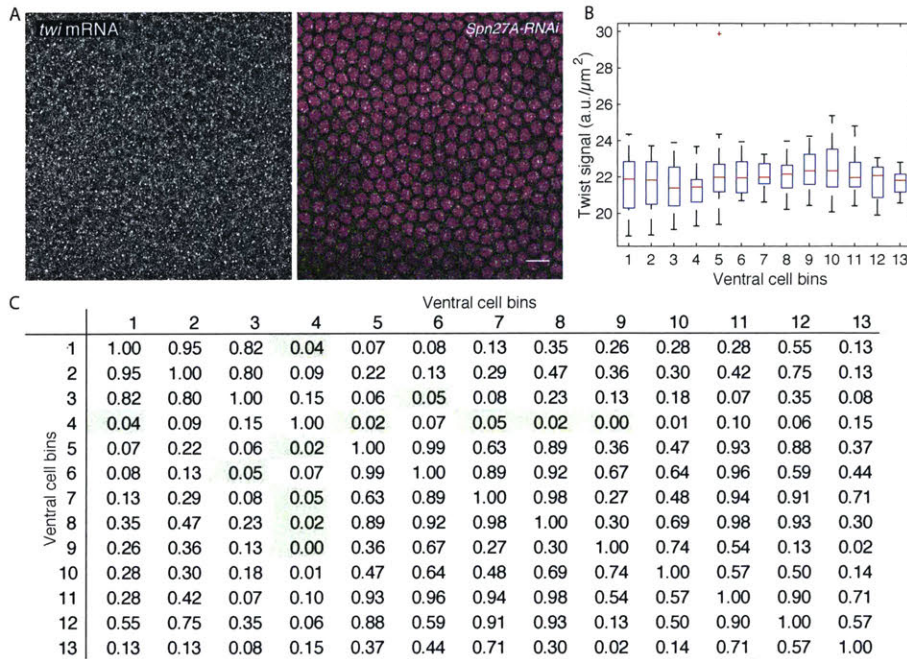 A
twi mRNA
Spn27A-RNAi
B
Twist signal (a.u./µm²)
30
28
26
24
22
20
1 2 3 4 5 6 7 8 9 10 11 12 13
Ventral cell bins
C
Ventral cell bins
1 2 3 4 5 6 7 8 9 10 11 12 13
Ventral cell bins
1 1.00 0.95 0.82 0.04 0.07 0.08 0.13 0.35 0.26 0.28 0.28 0.55 0.13
2 0.95 1.00 0.80 0.09 0.22 0.13 0.29 0.47 0.36 0.30 0.42 0.75 0.13
3 0.82 0.80 1.00 0.15 0.06 0.05 0.08 0.23 0.13 0.18 0.07 0.35 0.08
4 0.04 0.09 0.15 1.00 0.02 0.07 0.05 0.02 0.00 0.01 0.10 0.06 0.15
5 0.07 0.22 0.06 0.02 1.00 0.99 0.63 0.89 0.36 0.47 0.93 0.88 0.37
6 0.08 0.13 0.05 0.07 0.99 1.00 0.89 0.92 0.67 0.64 0.96 0.59 0.44
7 0.13 0.29 0.08 0.05 0.63 0.89 1.00 0.98 0.27 0.48 0.94 0.91 0.71
8 0.35 0.47 0.23 0.02 0.89 0.92 0.98 1.00 0.30 0.69 0.98 0.93 0.30
9 0.26 0.36 0.13 0.00 0.36 0.67 0.27 0.30 1.00 0.74 0.54 0.13 0.02
10 0.28 0.30 0.18 0.01 0.47 0.64 0.48 0.69 0.74 1.00 0.57 0.50 0.14
11 0.28 0.42 0.07 0.10 0.93 0.96 0.94 0.98 0.54 0.57 1.00 0.90 0.71
12 0.55 0.75 0.35 0.06 0.88 0.59 0.91 0.93 0.13 0.50 0.90 1.00 0.57
13 0.13 0.13 0.08 0.15 0.37 0.44 0.71 0.30 0.02 0.14 0.71 0.57 1.00